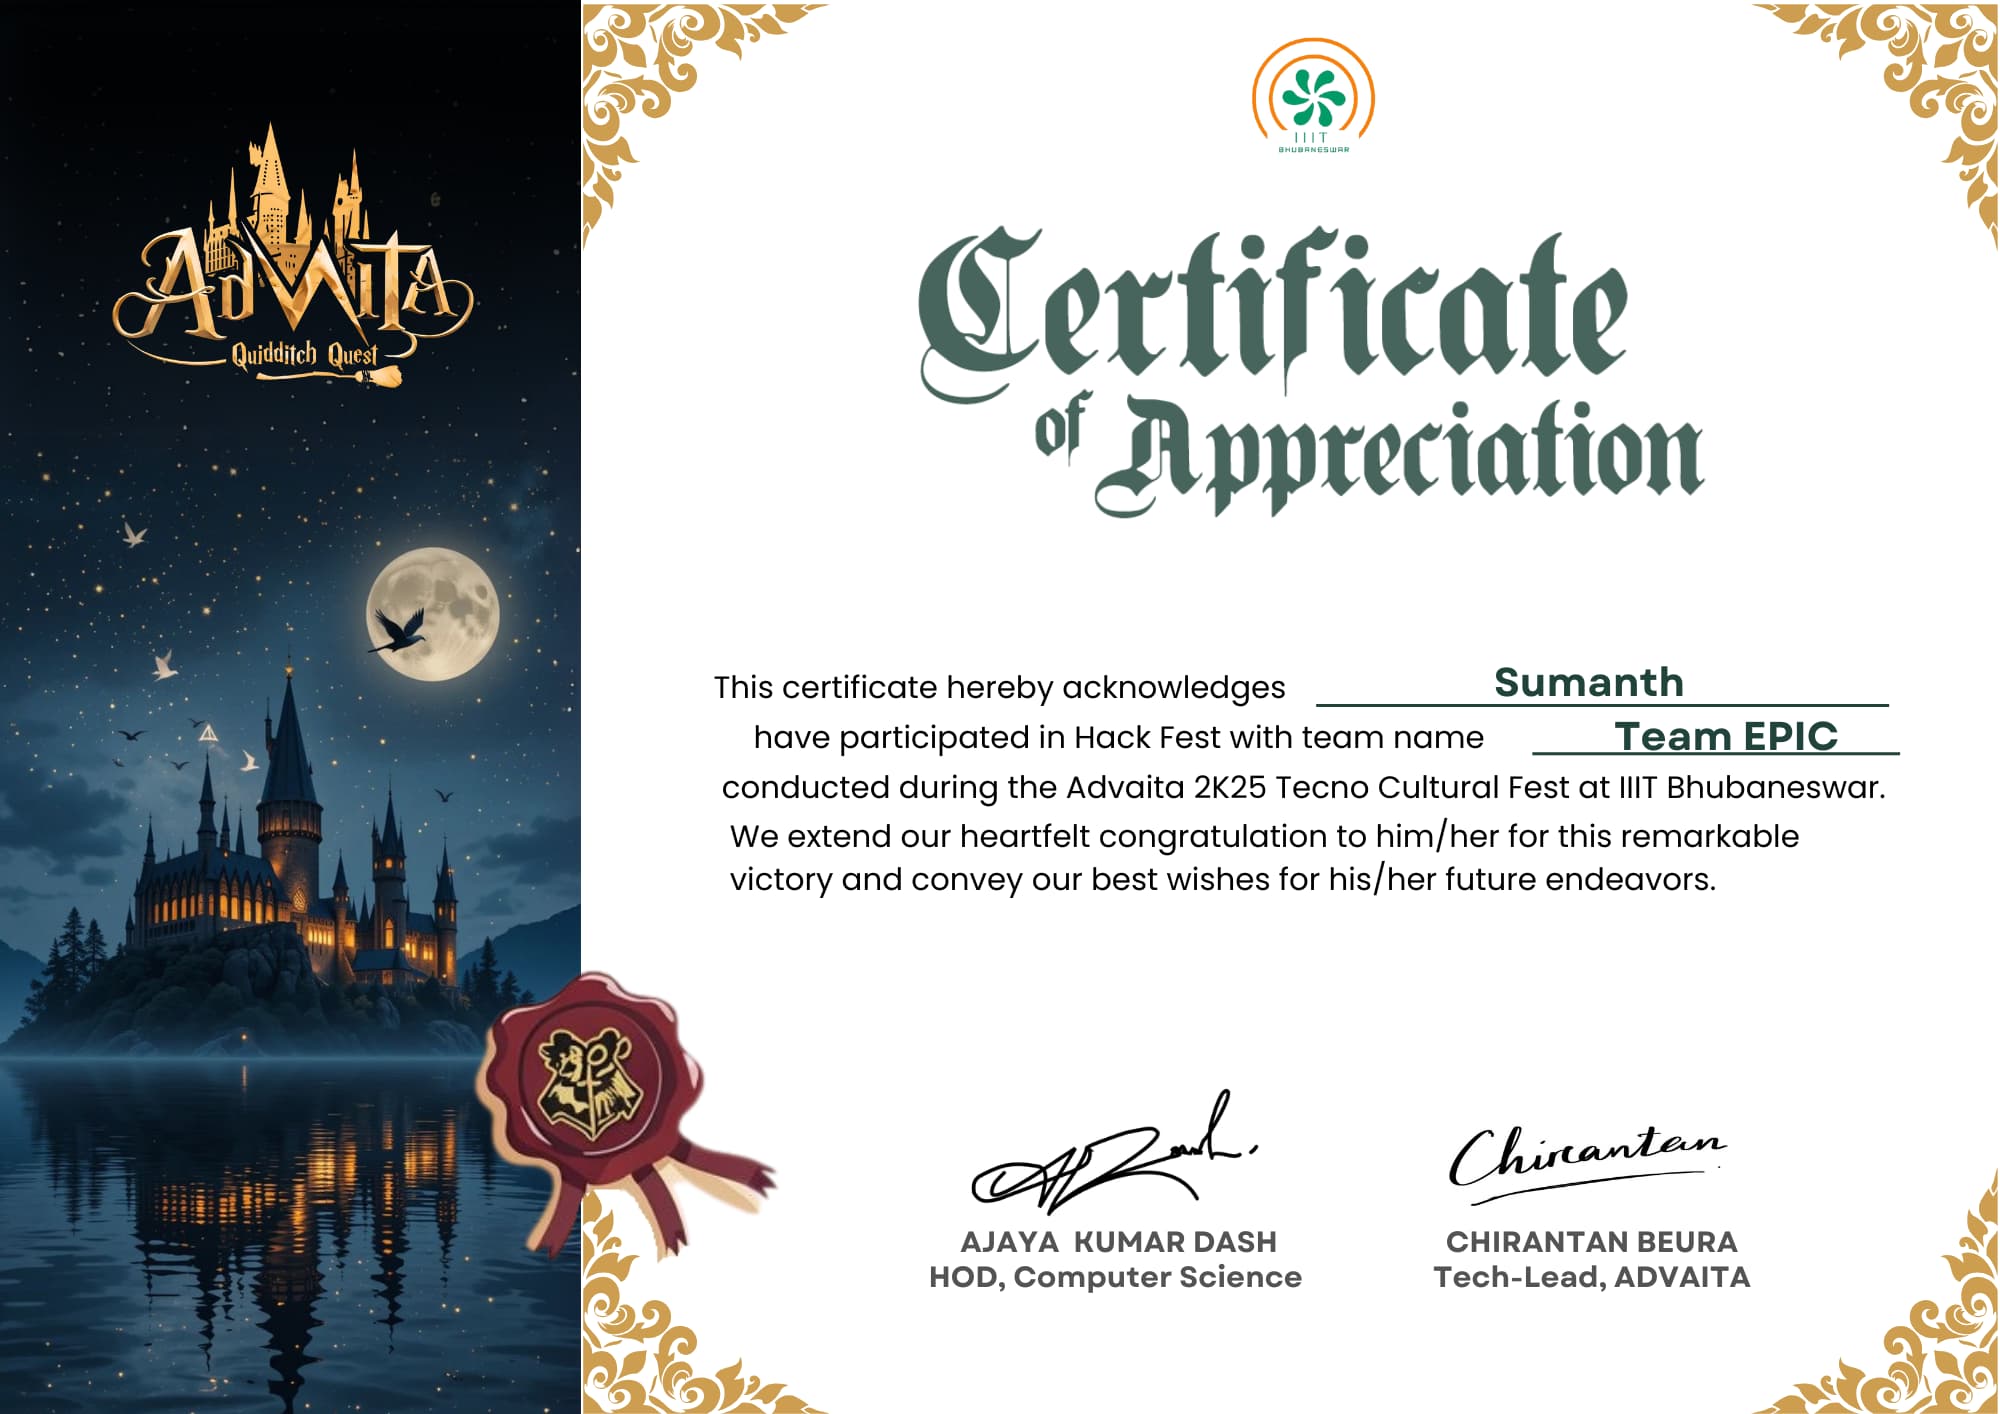 AdVAITA
Quidditch Quest
IIIT
BHUBANESWAR
Certificate
of Appreciation
This certificate hereby acknowledges Sumanth
have participated in Hack Fest with team name Team EPIC
conducted during the Advaita 2K25 Tecno Cultural Fest at IIIT Bhubaneswar.
We extend our heartfelt congratulation to him/her for this remarkable
victory and convey our best wishes for his/her future endeavors.
Chirantan
AJAYA KUMAR DASH
HOD, Computer Science
CHIRANTAN BEURA
Tech-Lead, ADVAITA